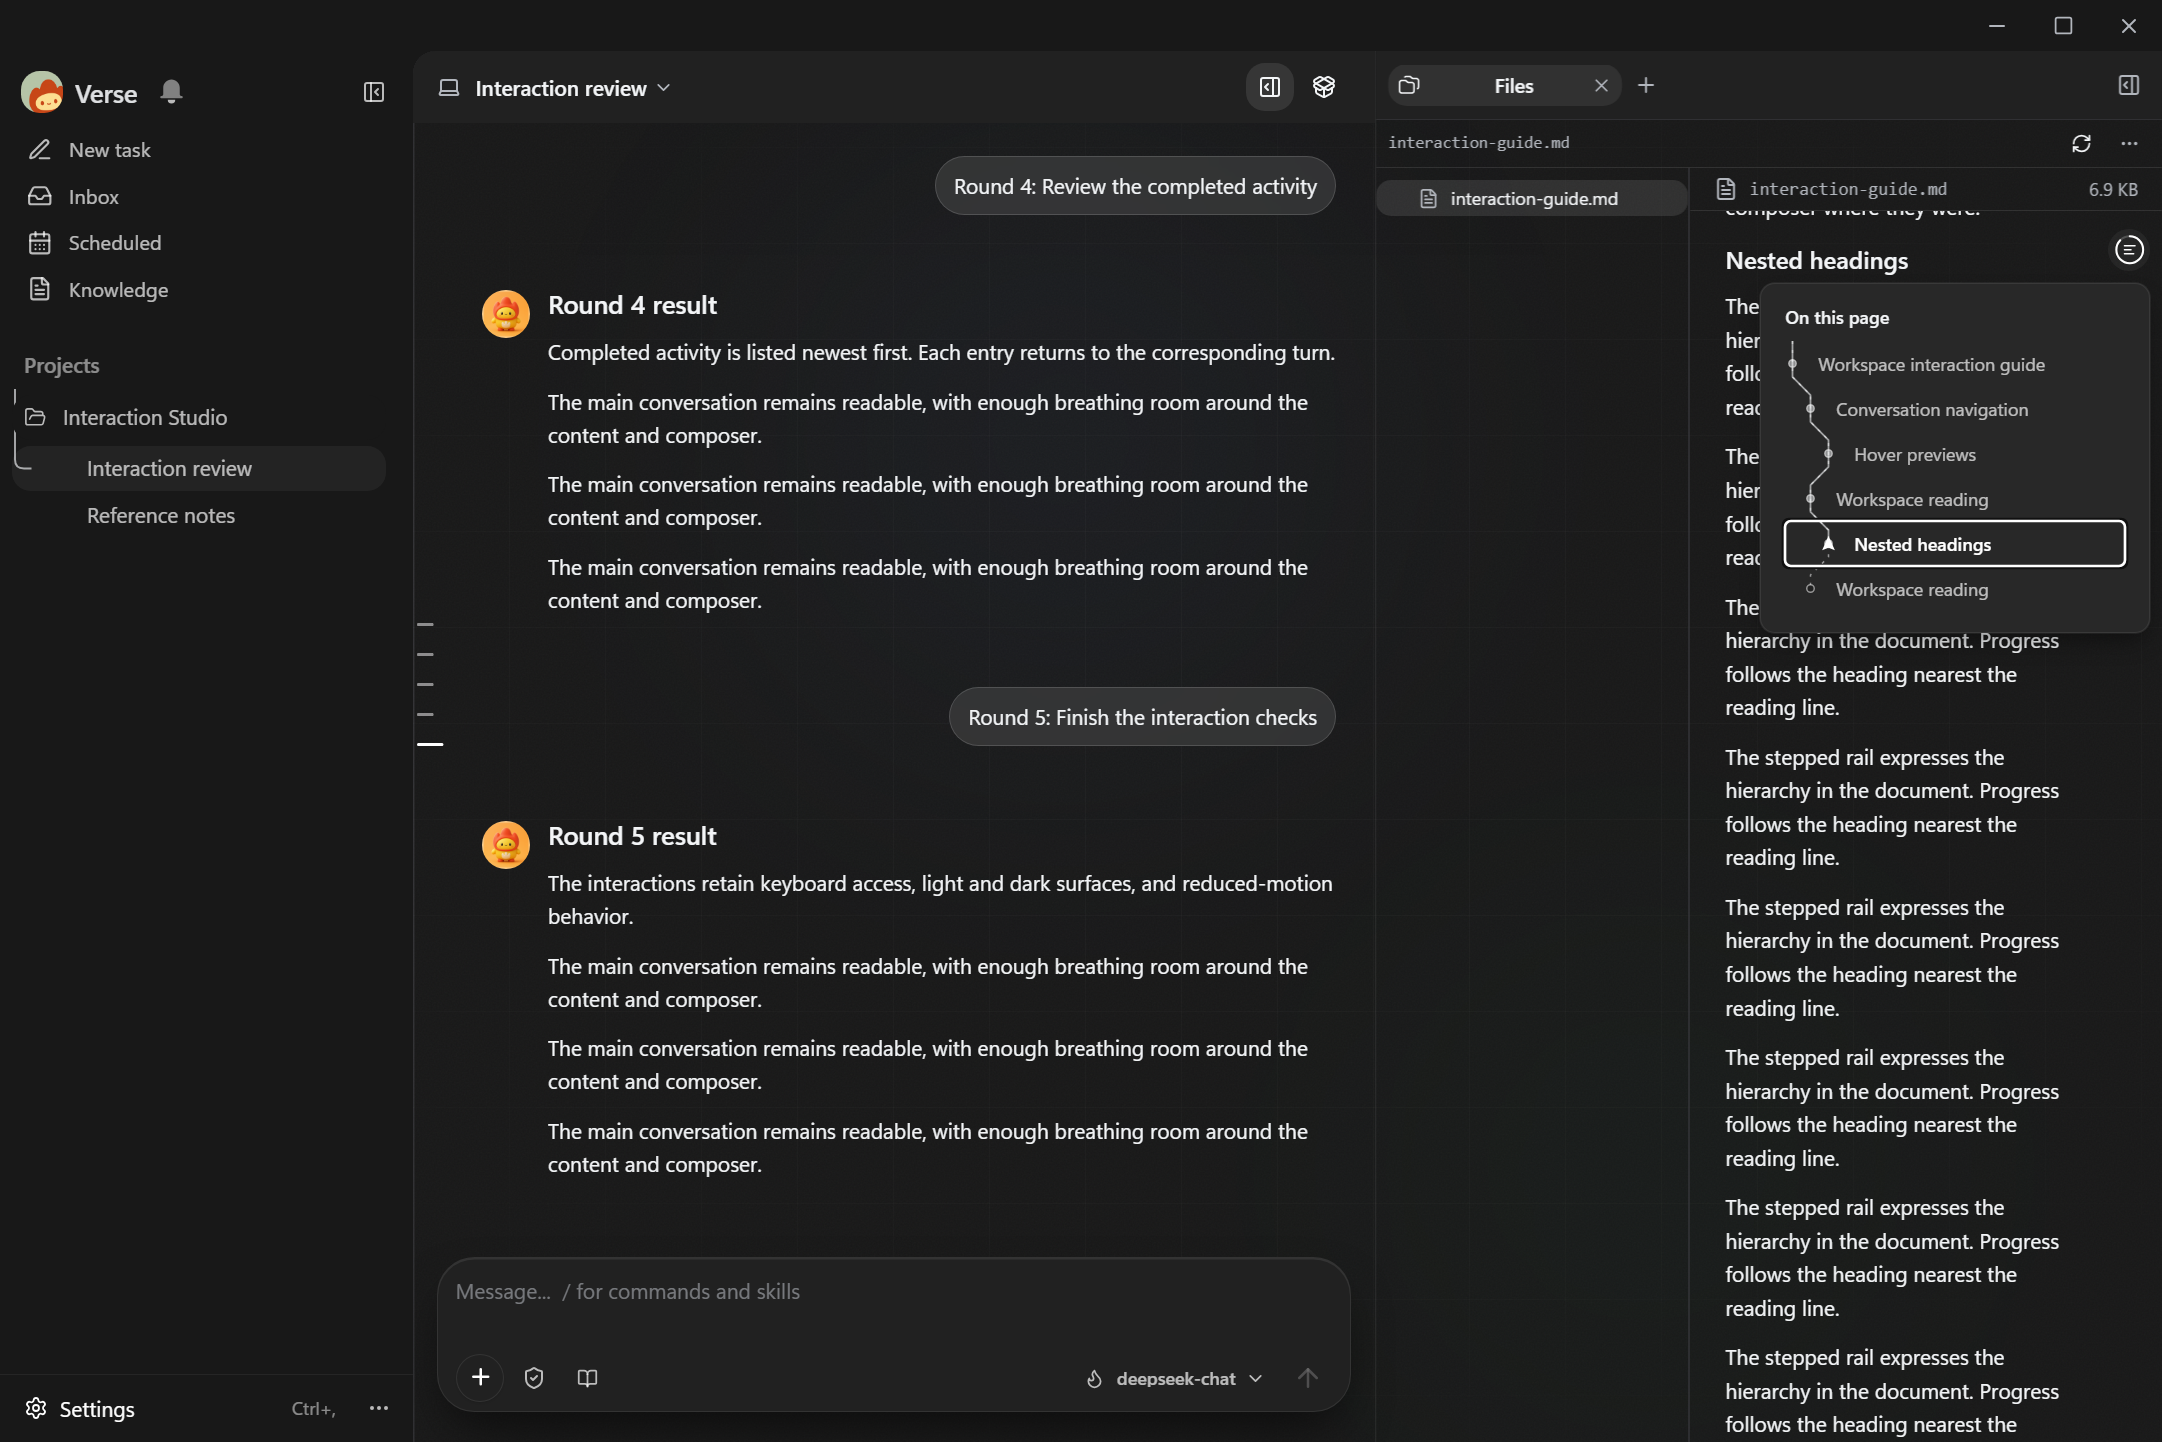 Verse
New task
Inbox
Scheduled
Knowledge
Projects
Interaction Studio
Interaction review
Reference notes
Settings
Ctrl+,
Interaction review
Round 4: Review the completed activity
Round 4 result
Completed activity is listed newest first. Each entry returns to the corresponding turn.
The main conversation remains readable, with enough breathing room around the
content and composer.
The main conversation remains readable, with enough breathing room around the
content and composer.
The main conversation remains readable, with enough breathing room around the
content and composer.
Round 5: Finish the interaction checks
Round 5 result
The interactions retain keyboard access, light and dark surfaces, and reduced-motion
behavior.
The main conversation remains readable, with enough breathing room around the
content and composer.
The main conversation remains readable, with enough breathing room around the
content and composer.
The main conversation remains readable, with enough breathing room around the
content and composer.
Message... / for commands and skills
deepseek-chat
Files
interaction-guide.md
interaction-guide.md
interaction-guide.md
6.9 KB
composer where they were.
Nested headings
The
hier
follo
read
The
hier
follo
read
The
On this page
Workspace interaction guide
Conversation navigation
Hover previews
Workspace reading
Nested headings
Workspace reading
hierarchy in the document. Progress
follows the heading nearest the
reading line.
The stepped rail expresses the
hierarchy in the document. Progress
follows the heading nearest the
reading line.
The stepped rail expresses the
hierarchy in the document. Progress
follows the heading nearest the
reading line.
The stepped rail expresses the
hierarchy in the document. Progress
follows the heading nearest the
reading line.
The stepped rail expresses the
hierarchy in the document. Progress
follows the heading nearest the
reading line.
The stepped rail expresses the
hierarchy in the document. Progress
follows the heading nearest the